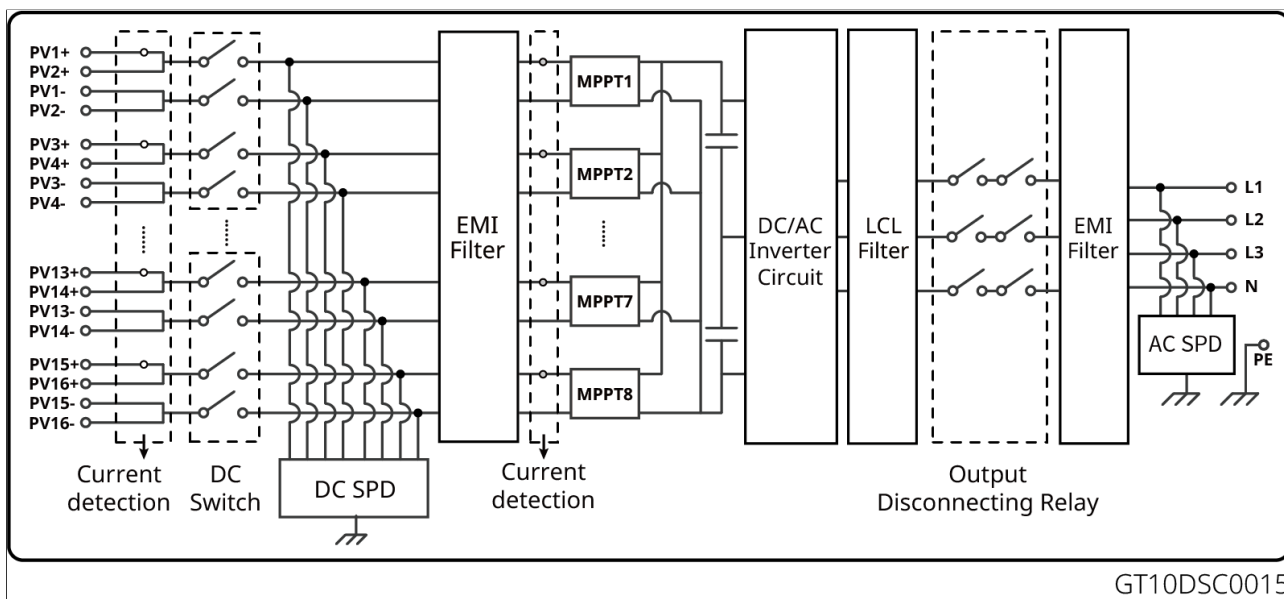 PV1+
PV2+
PV1-
PV2-
PV3+
PV4+
PV3-
PV4-
PV13+
PV14+
PV13-
PV14-
PV15+
PV16+
PV15-
PV16-
Current
detection
DC
Switch
DC SPD
EMI
Filter
Current
detection
MPPT1
MPPT2
MPPT7
MPPT8
DC/AC
Inverter
Circuit
LCL
Filter
Output
Disconnecting Relay
EMI
Filter
L1
L2
L3
N
AC SPD
PE
GT10DSC0015